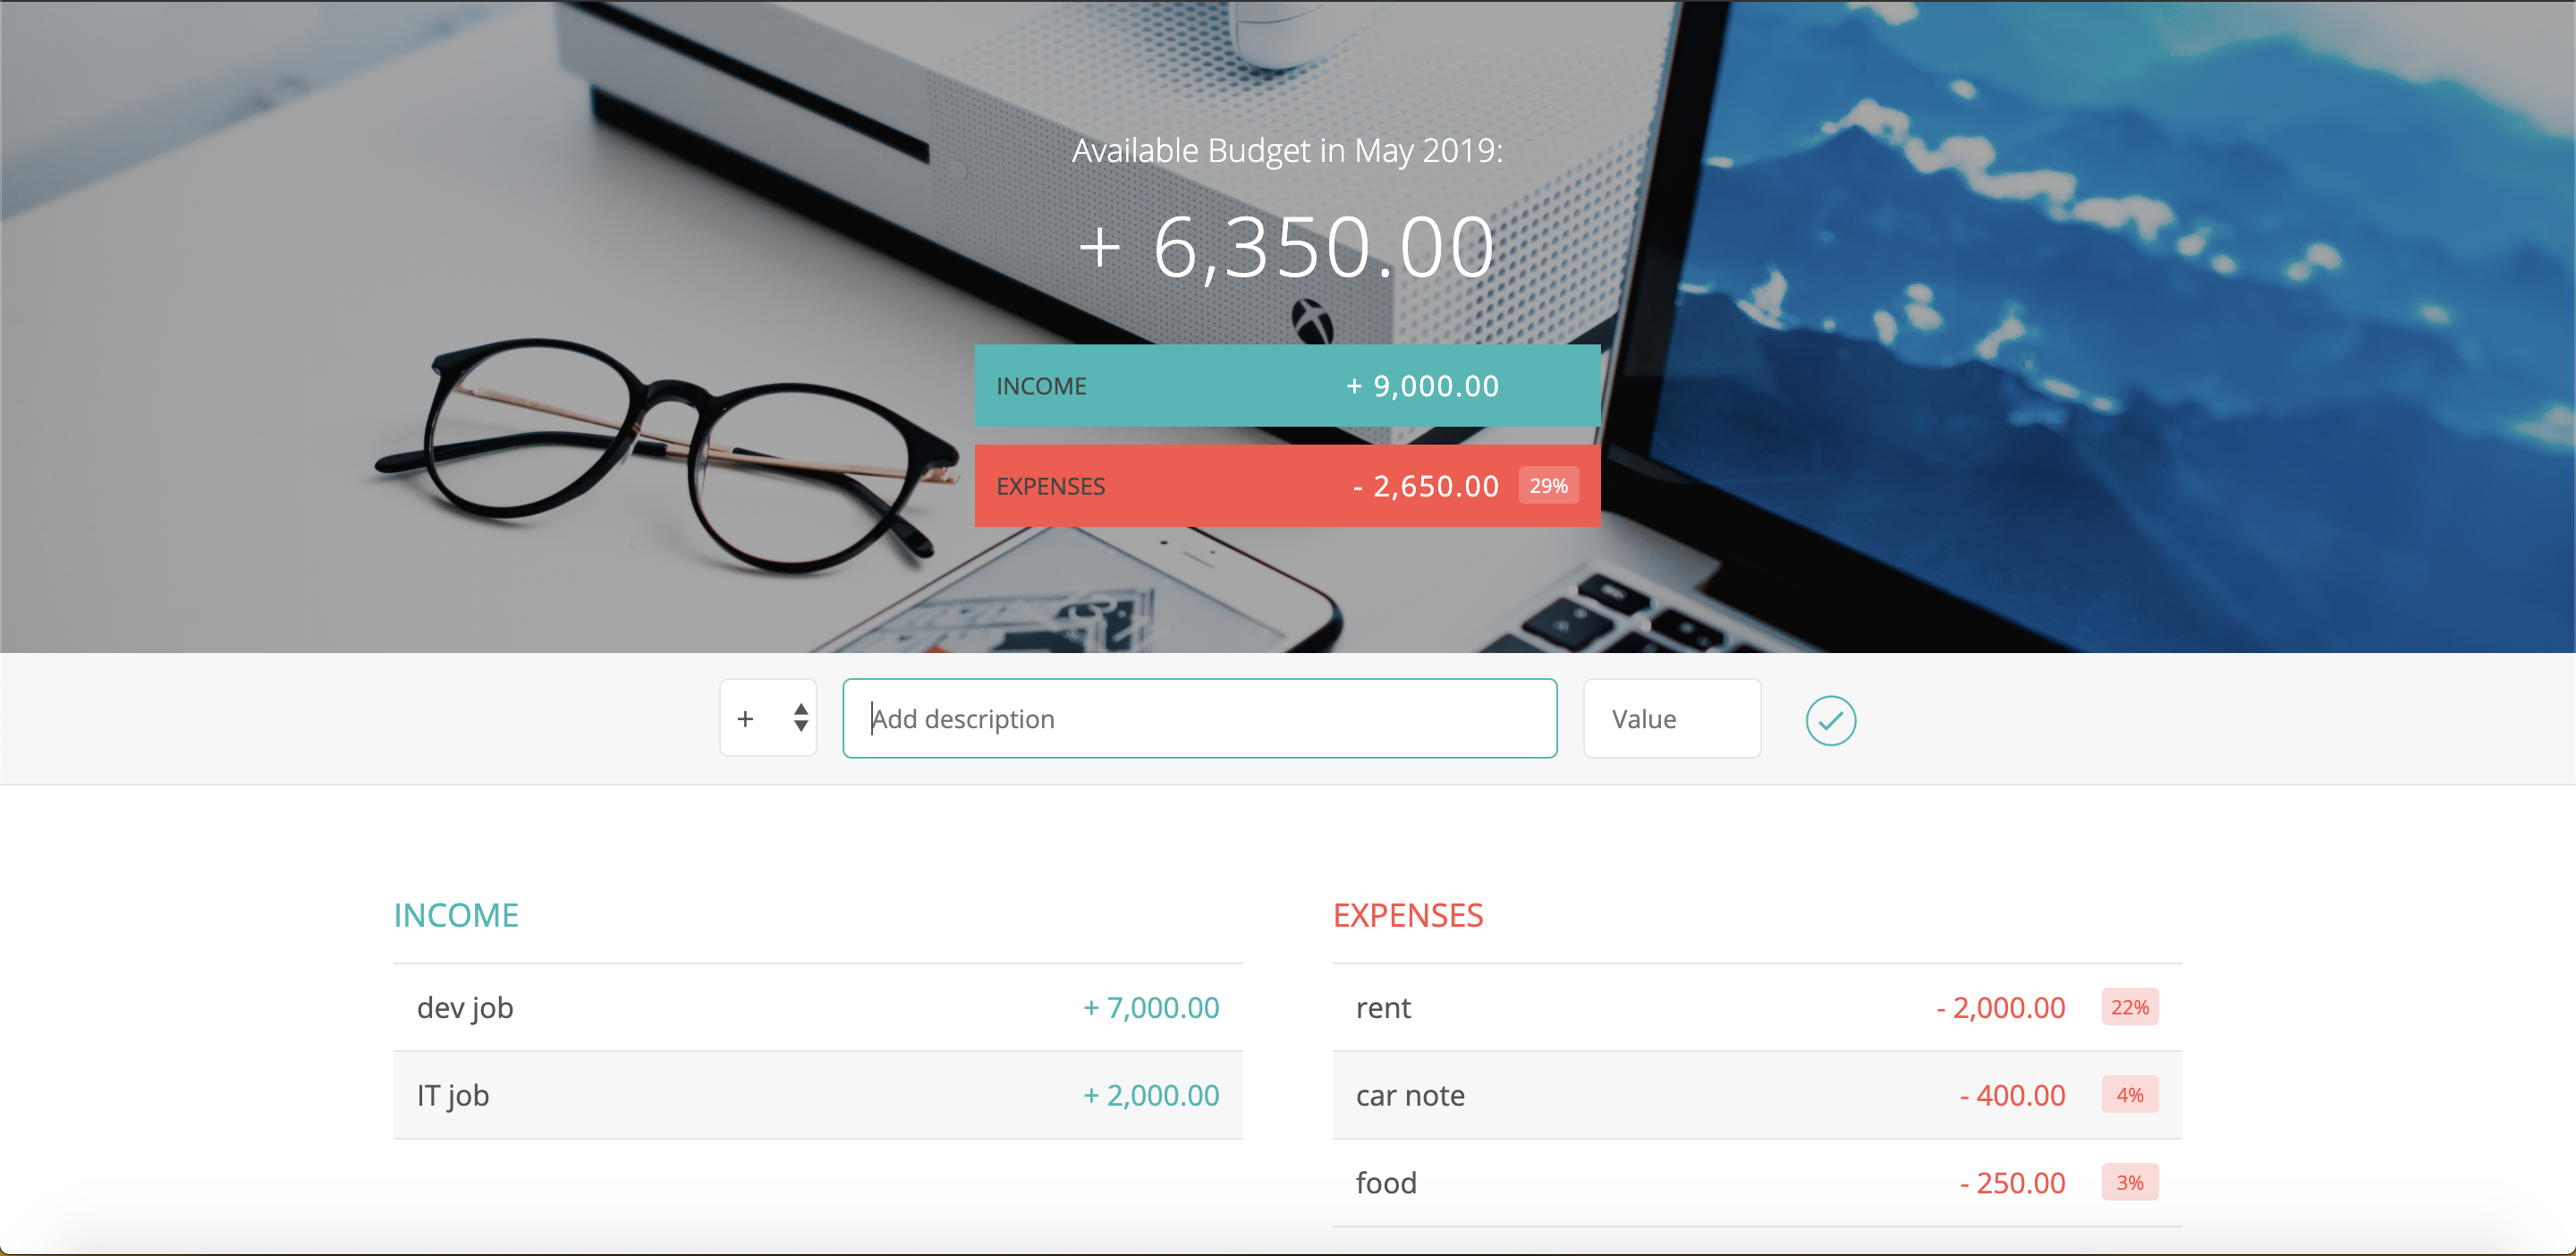 Available Budget in May 2019:
+ 6,350.00
INCOME + 9,000.00
EXPENSES - 2,650.00 29%
+ Add description Value
INCOME
dev job + 7,000.00
IT job + 2,000.00
EXPENSES
rent - 2,000.00 22%
car note - 400.00 4%
food - 250.00 3%